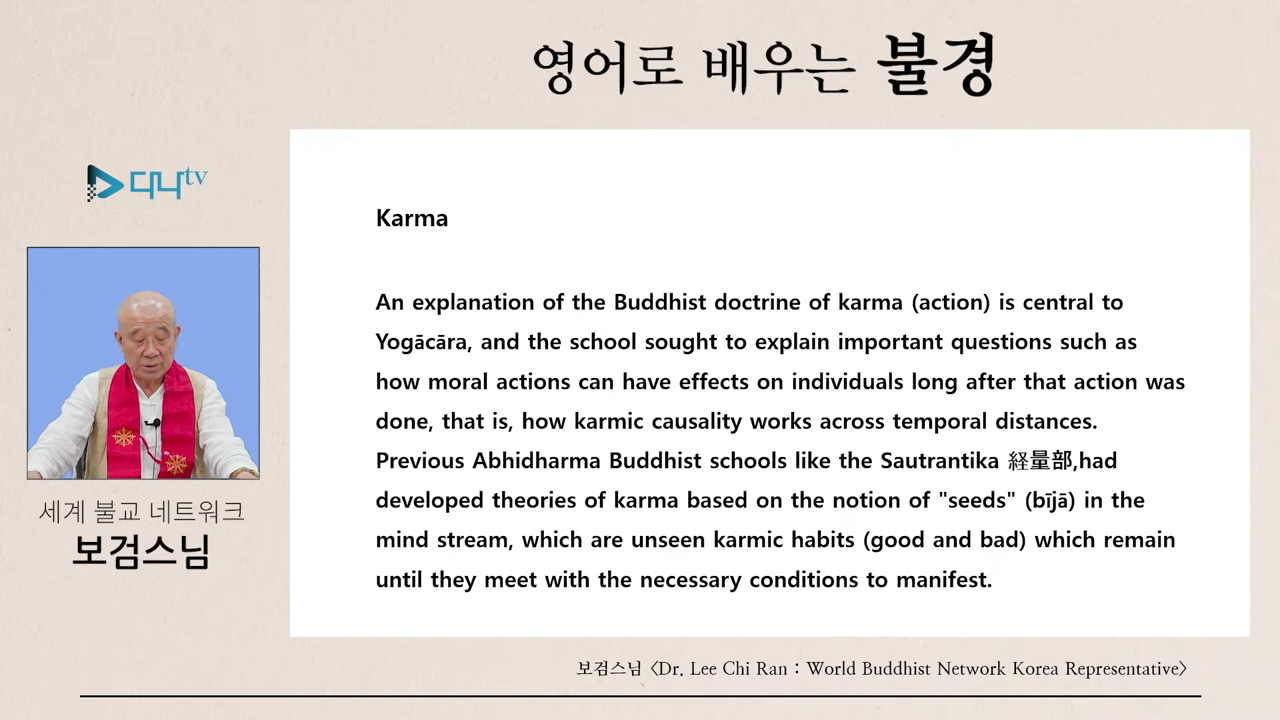 영어로 배우는 불경
디나tv
Karma
An explanation of the Buddhist doctrine of karma (action) is central to
Yogācāra, and the school sought to explain important questions such as
how moral actions can have effects on individuals long after that action was
done, that is, how karmic causality works across temporal distances.
Previous Abhidharma Buddhist schools like the Sautrantika 経量部,had
developed theories of karma based on the notion of "seeds" (bījā) in the
mind stream, which are unseen karmic habits (good and bad) which remain
until they meet with the necessary conditions to manifest.
세계 불교 네트워크
보검스님
보검스님 <Dr. Lee Chi Ran : World Buddhist Network Korea Representative>